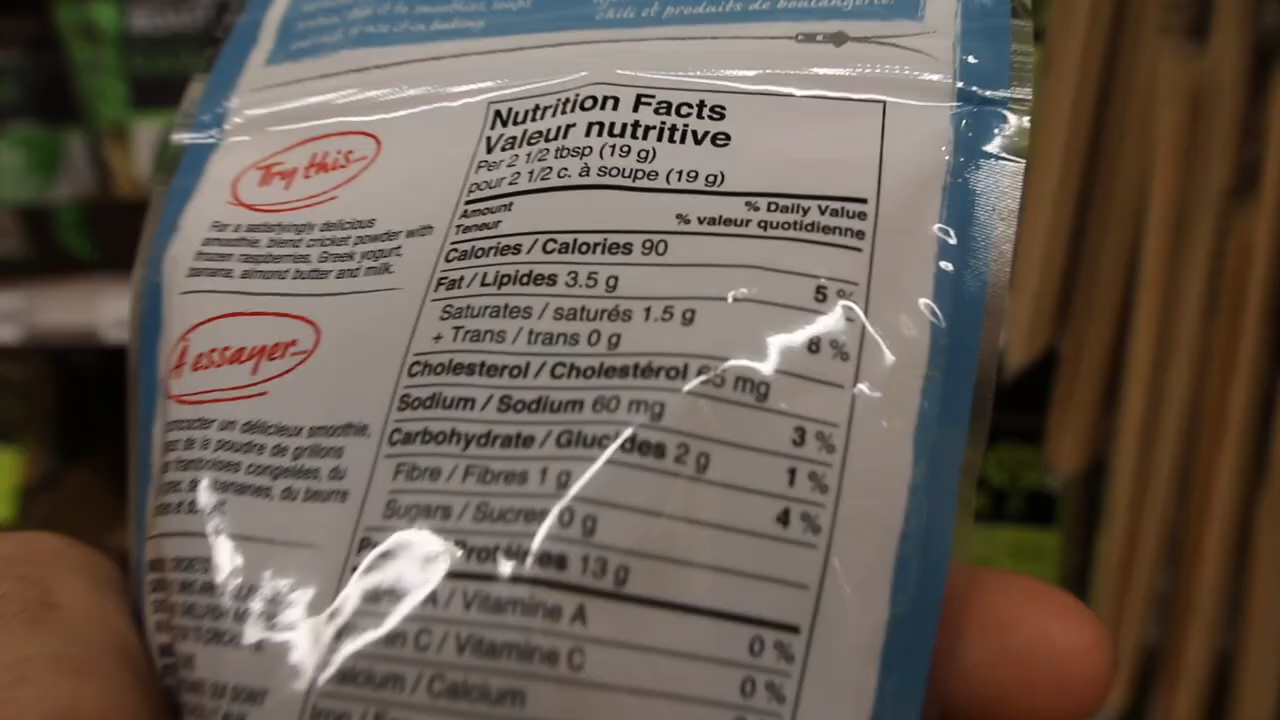 chili et produits de boulangerie.
Try this
For a satisfyingly delicious
smoothie, blend cricket powder with
frozen raspberries, Greek yogurt,
banana, almond butter and milk.
À essayer
un délicieux smoothie,
de la poudre de grillons
framboises congelées, du
bananes, du beurre
Nutrition Facts
Valeur nutritive
Per 2 1/2 tbsp (19 g)
pour 2 1/2 c. à soupe (19 g)
Amount
Teneur
% Daily Value
% valeur quotidienne
Calories / Calories 90
Fat / Lipides 3.5 g 5 %
Saturates / saturés 1.5 g
+ Trans / trans 0 g 8 %
Cholesterol / Cholestérol mg
Sodium / Sodium 60 mg 3 %
Carbohydrate / Glucides 2 g 1 %
Fibre / Fibres 1 g 4 %
Sugars / Sucres 0 g
Protéines 13 g
A / Vitamine A 0 %
C / Vitamine C 0 %
Calcium / Calcium